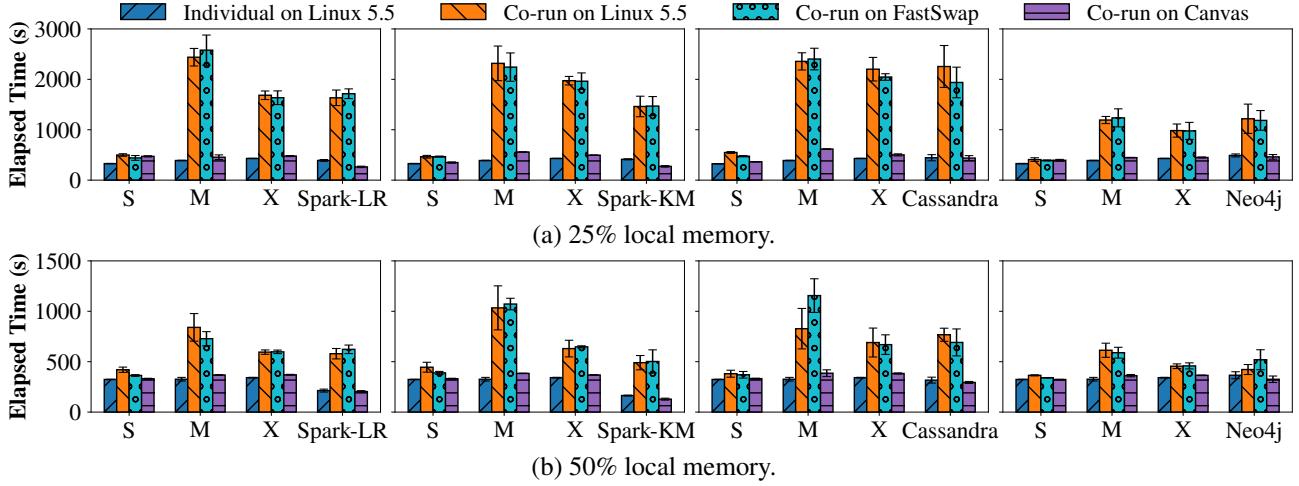 Individual on Linux 5.5 Co-run on Linux 5.5 Co-run on FastSwap Co-run on Canvas
Elapsed Time (s)
3000
2000
1000
0
S M X Spark-LR S M X Spark-KM S M X Cassandra S M X Neo4j
(a) 25% local memory.
Elapsed Time (s)
1500
1000
500
0
S M X Spark-LR S M X Spark-KM S M X Cassandra S M X Neo4j
(b) 50% local memory.